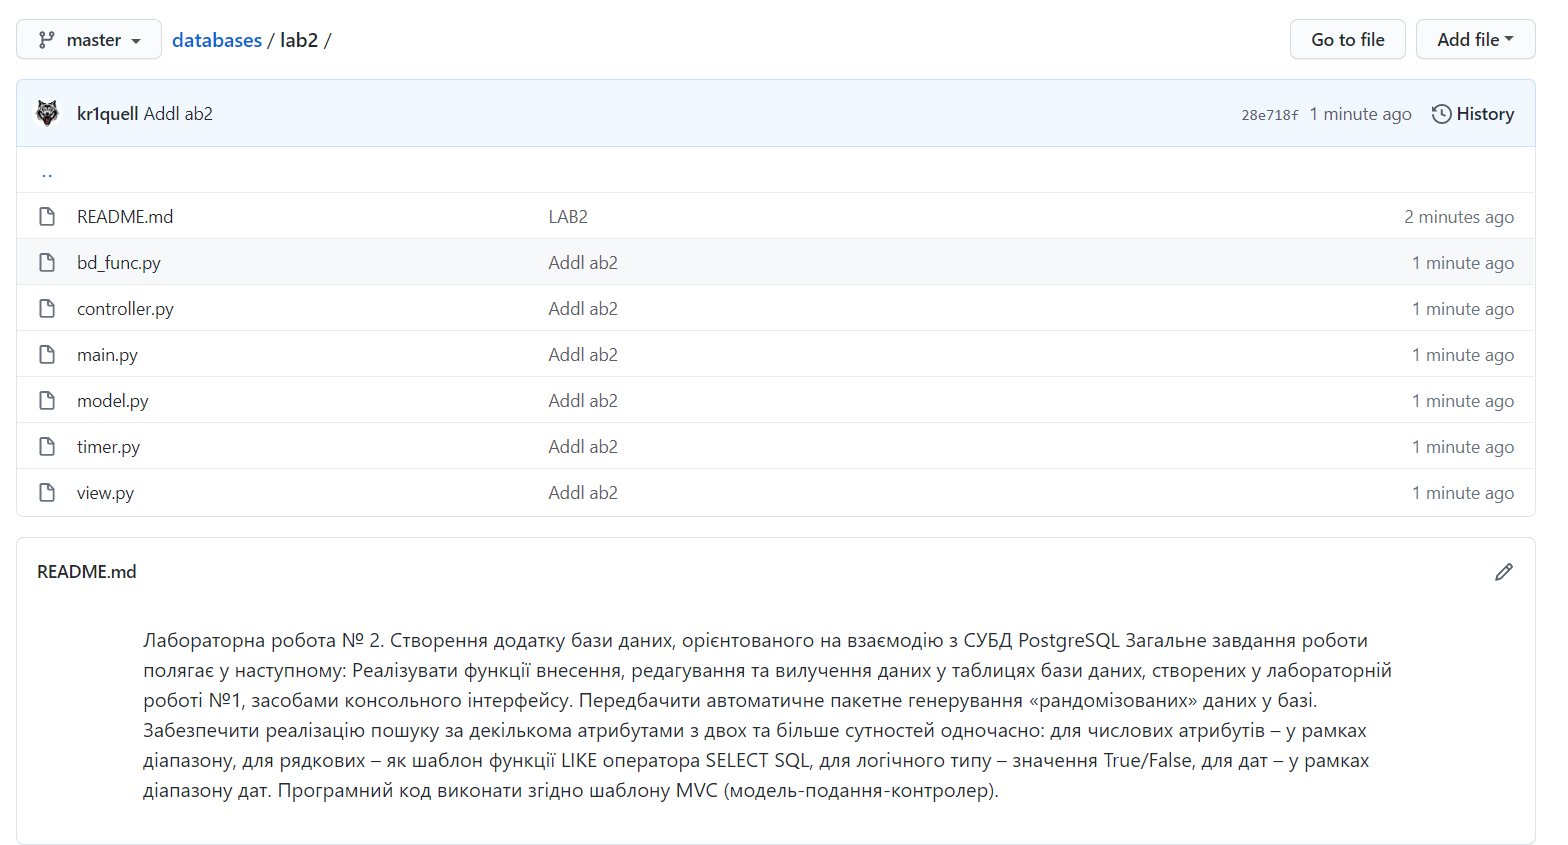 master databases / lab2 / Go to file Add file
kr1quell Addl ab2 28e718f 1 minute ago History
..
README.md LAB2 2 minutes ago
bd_func.py Addl ab2 1 minute ago
controller.py Addl ab2 1 minute ago
main.py Addl ab2 1 minute ago
model.py Addl ab2 1 minute ago
timer.py Addl ab2 1 minute ago
view.py Addl ab2 1 minute ago
README.md
Лабораторна робота № 2. Створення додатку бази даних, орієнтованого на взаємодію з СУБД PostgreSQL Загальне завдання роботи
полягає у наступному: Реалізувати функції внесення, редагування та вилучення даних у таблицях бази даних, створених у лабораторній
роботі №1, засобами консольного інтерфейсу. Передбачити автоматичне пакетне генерування «рандомізованих» даних у базі.
Забезпечити реалізацію пошуку за декількома атрибутами з двох та більше сутностей одночасно: для числових атрибутів – у рамках
діапазону, для рядкових – як шаблон функції LIKE оператора SELECT SQL, для логічного типу – значення True/False, для дат – у рамках
діапазону дат. Програмний код виконати згідно шаблону MVC (модель-подання-контролер).